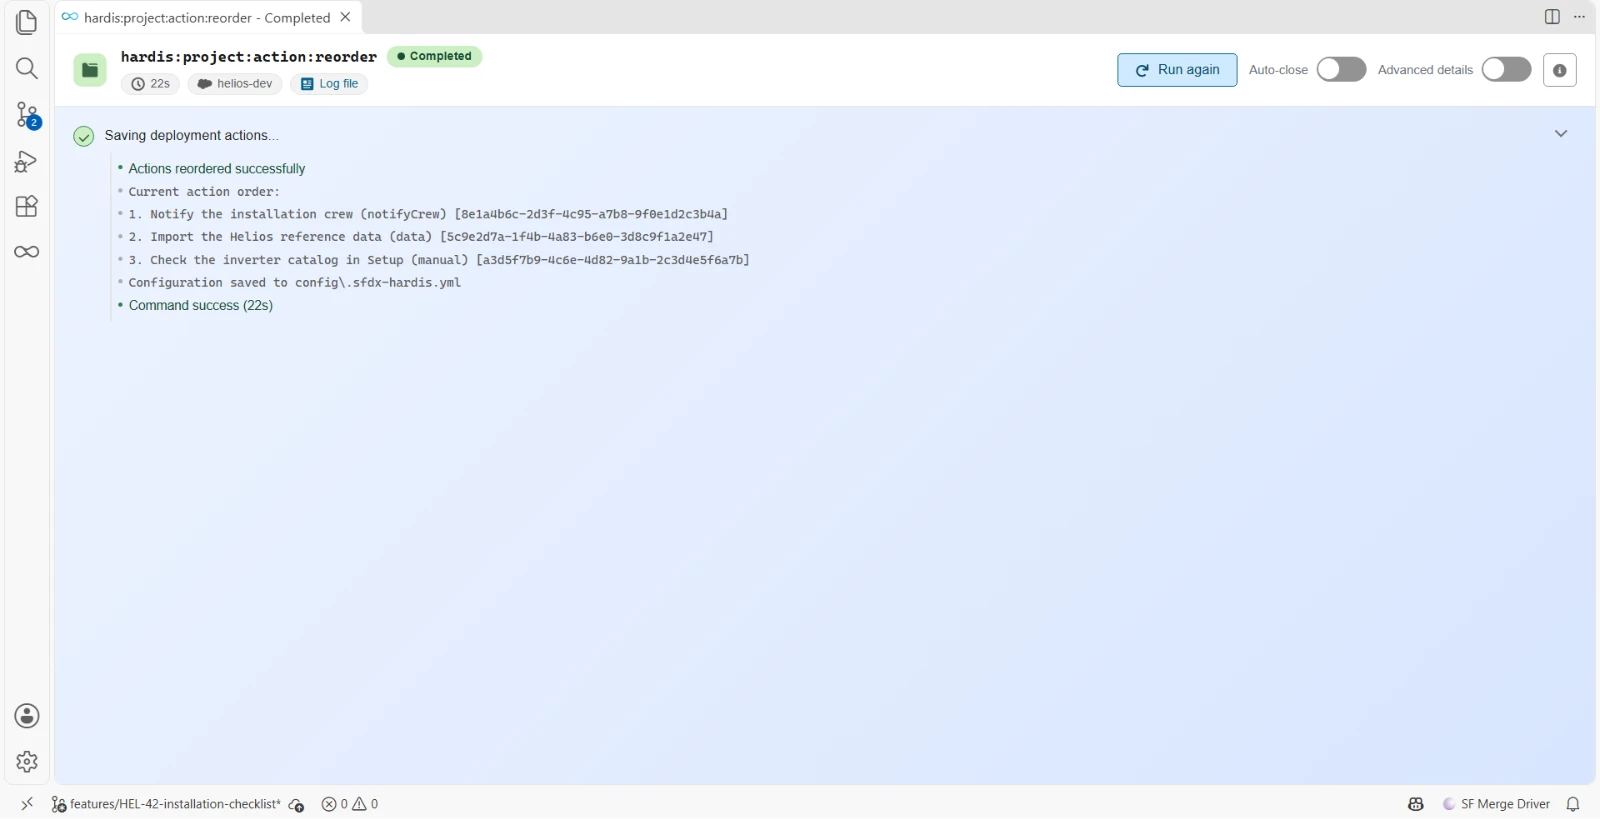 hardis:project:action:reorder - Completed
hardis:project:action:reorder
Completed
22s
helios-dev
Log file
Run again
Auto-close
Advanced details
2
Saving deployment actions...
Actions reordered successfully
Current action order:
1. Notify the installation crew (notifyCrew) [8e1a4b6c-2d3f-4c95-a7b8-9f0e1d2c3b4a]
2. Import the Helios reference data (data) [5c9e2d7a-1f4b-4a83-b6e0-3d8c9f1a2e47]
3. Check the inverter catalog in Setup (manual) [a3d5f7b9-4c6e-4d82-9a1b-2c3d4e5f6a7b]
Configuration saved to config\.sfdx-hardis.yml
Command success (22s)
features/HEL-42-installation-checklist*
0
0
SF Merge Driver